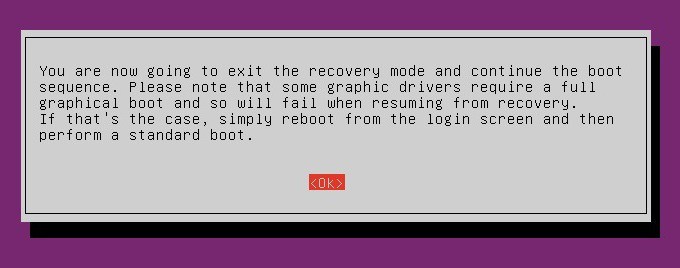 You are now going to exit the recovery mode and continue the boot
sequence. Please note that some graphic drivers require a full
graphical boot and so will fail when resuming from recovery.
If that's the case, simply reboot from the login screen and then
perform a standard boot.
<Ok>